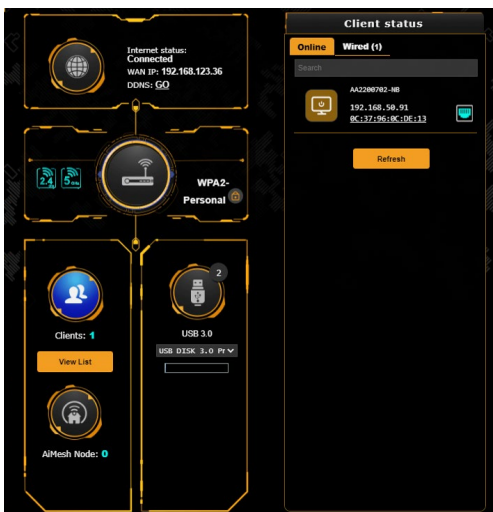 Internet status:
Connected
WAN IP: 192.168.123.36
DDNS: GO
2.4
5
WPA2-
Personal
Clients: 1
View List
AiMesh Node: 0
2
USB 3.0
USB DISK 3.0 Pr
Client status
Online Wired (1)
Search
AA2200702-NB
192.168.50.91
0C:37:96:0C:DE:13
Refresh